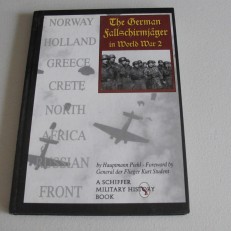 NORWAY
HOLLAND
GREECE
CRETE
NORTH
AFRICA
RUSSIAN
FRONT
The German
Fallschirmjäger
in World War 2
by Hauptmann Piehl - Foreword by
General der Flieger Kurt Student
A SCHIFFER
MILITARY HISTORY
BOOK